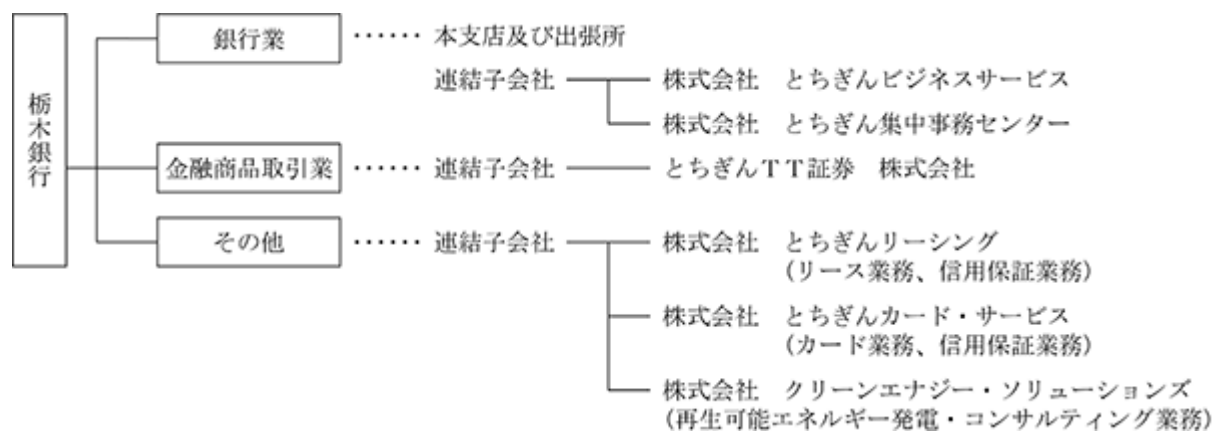 栃木銀行
銀行業 ‥‥‥ 本支店及び出張所
連結子会社 株式会社 とちぎんビジネスサービス
株式会社 とちぎん集中事務センター
金融商品取引業 ‥‥‥ 連結子会社 とちぎんＴＴ証券 株式会社
その他 ‥‥‥ 連結子会社 株式会社 とちぎんリーシング
(リース業務、信用保証業務)
株式会社 とちぎんカード・サービス
(カード業務、信用保証業務)
株式会社 クリーンエナジー・ソリューションズ
(再生可能エネルギー発電・コンサルティング業務)